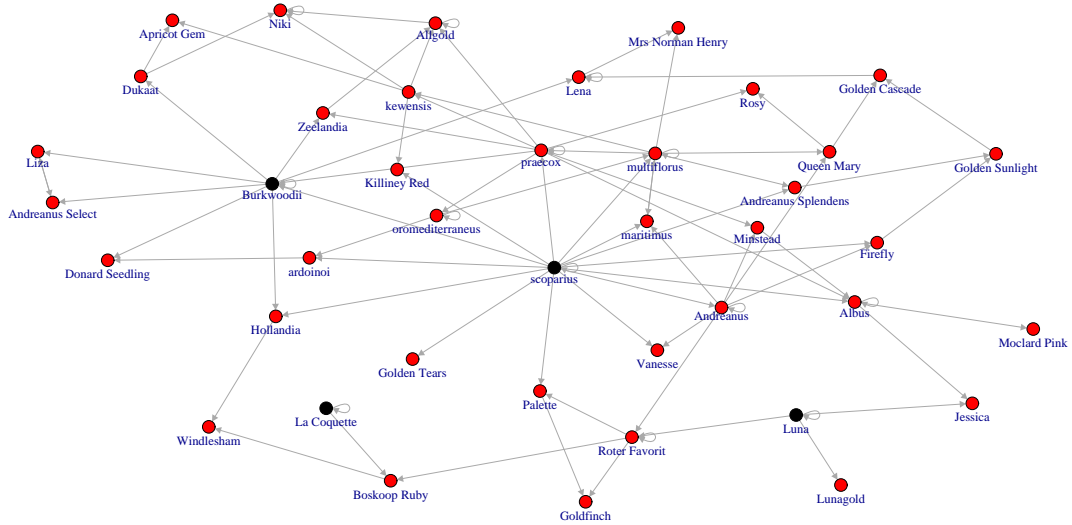 Niki
Apricot Gem
Allgold
Mrs Norman Henry
Dukaat
Lena
Golden Cascade
kewensis
Rosy
Zeelandia
Liza
praecox
multiflorus
Queen Mary
Golden Sunlight
Killiney Red
Burkwoodii
Andreanus Splendens
Andreanus Select
oromediterraneus
maritimus
Minstead
Firefly
Donard Seedling
ardoinoi
scoparius
Hollandia
Andreanus
Albus
Moclard Pink
Golden Tears
Vanesse
Palette
Jessica
La Coquette
Luna
Windlesham
Roter Favorit
Boskoop Ruby
Lunagold
Goldfinch